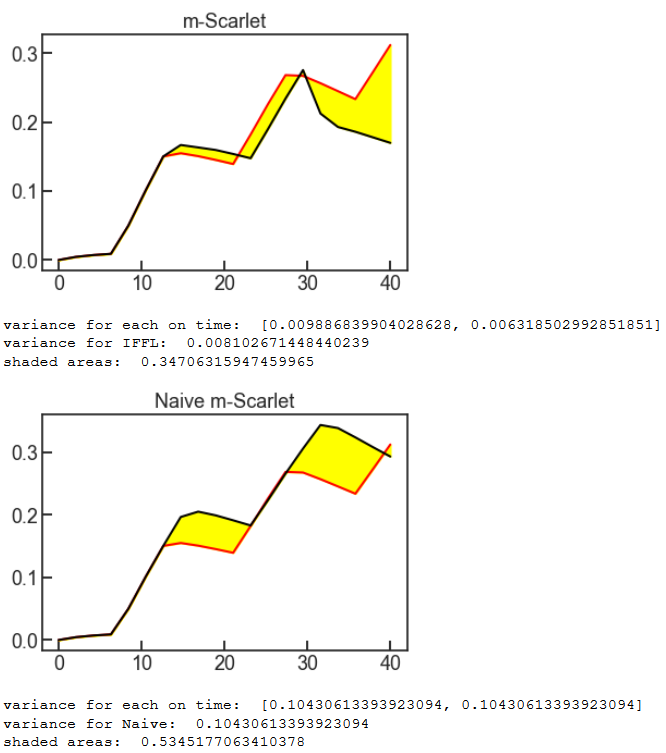 m-Scarlet
0.3
0.2
0.1
0.0
0 10 20 30 40
variance for each on time:  [0.009886839904028628, 0.006318502992851851]
variance for IFFL:  0.008102671448440239
shaded areas:  0.34706315947459965
Naive m-Scarlet
0.3
0.2
0.1
0.0
0 10 20 30 40
variance for each on time:  [0.10430613393923094, 0.10430613393923094]
variance for Naive:  0.10430613393923094
shaded areas:  0.5345177063410378